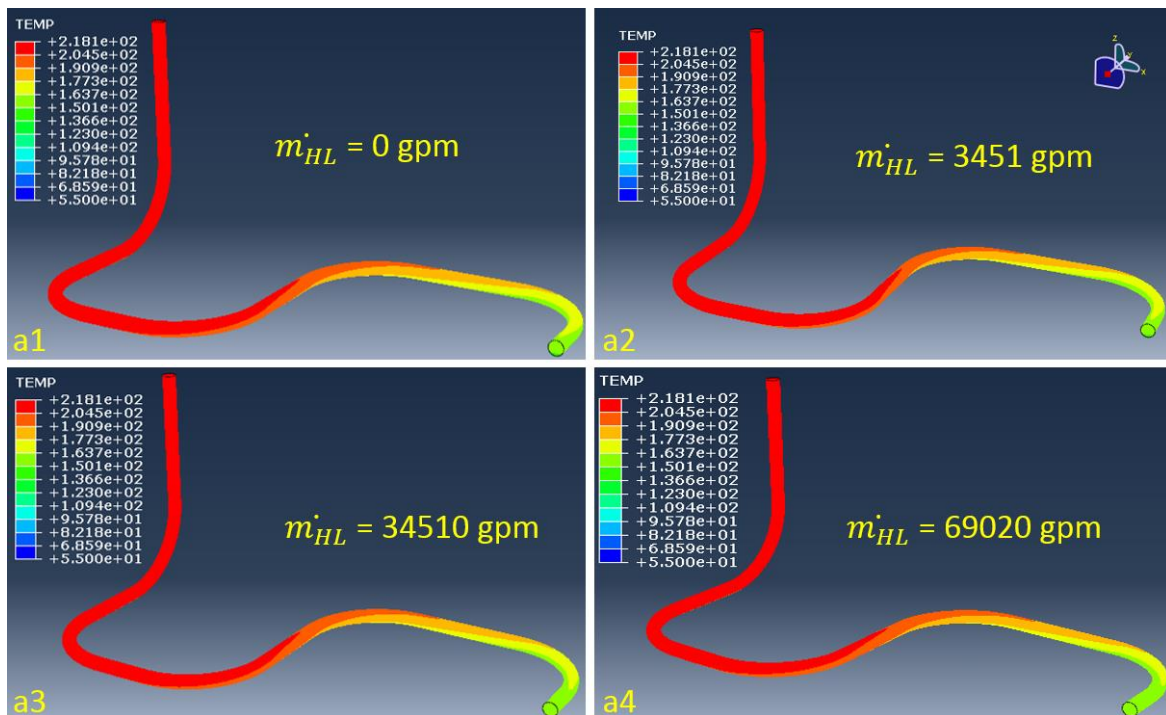 TEMP
+2.181e+02
+2.045e+02
+1.909e+02
+1.773e+02
+1.637e+02
+1.501e+02
+1.366e+02
+1.230e+02
+1.094e+02
+9.578e+01
+8.218e+01
+6.859e+01
+5.500e+01
ṁHL = 0 gpm
a1
TEMP
+2.181e+02
+2.045e+02
+1.909e+02
+1.773e+02
+1.637e+02
+1.501e+02
+1.366e+02
+1.230e+02
+1.094e+02
+9.578e+01
+8.218e+01
+6.859e+01
+5.500e+01
Z
Y
X
ṁHL = 3451 gpm
a2
TEMP
+2.181e+02
+2.045e+02
+1.909e+02
+1.773e+02
+1.637e+02
+1.501e+02
+1.366e+02
+1.230e+02
+1.094e+02
+9.578e+01
+8.218e+01
+6.859e+01
+5.500e+01
ṁHL = 34510 gpm
a3
TEMP
+2.181e+02
+2.045e+02
+1.909e+02
+1.773e+02
+1.637e+02
+1.501e+02
+1.366e+02
+1.230e+02
+1.094e+02
+9.578e+01
+8.218e+01
+6.859e+01
+5.500e+01
ṁHL = 69020 gpm
a4